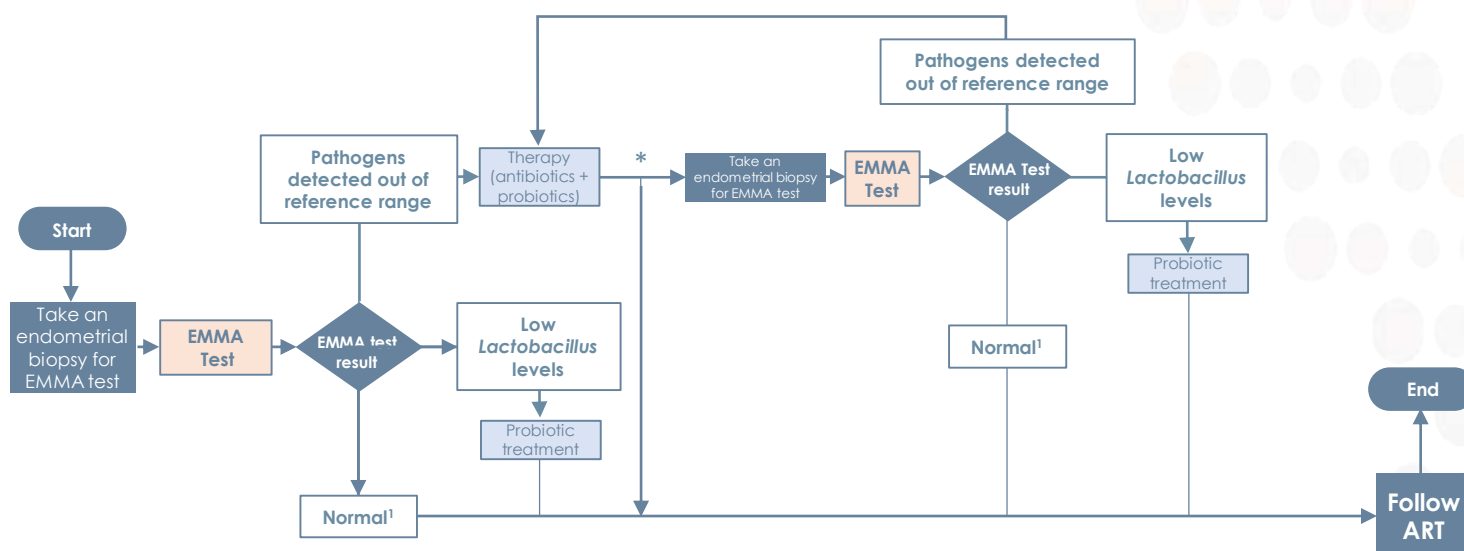 Start
Take an
endometrial
biopsy for
EMMA test
EMMA
Test
EMMA test
result
Pathogens
detected out of
reference range
Therapy
(antibiotics +
probiotics)
*
Low
Lactobacillus
levels
Probiotic
treatment
Normal¹
Take an
endometrial biopsy
for EMMA test
EMMA
Test
EMMA Test
result
Pathogens detected
out of reference range
Low
Lactobacillus
levels
Probiotic
treatment
Normal¹
Follow
ART
End